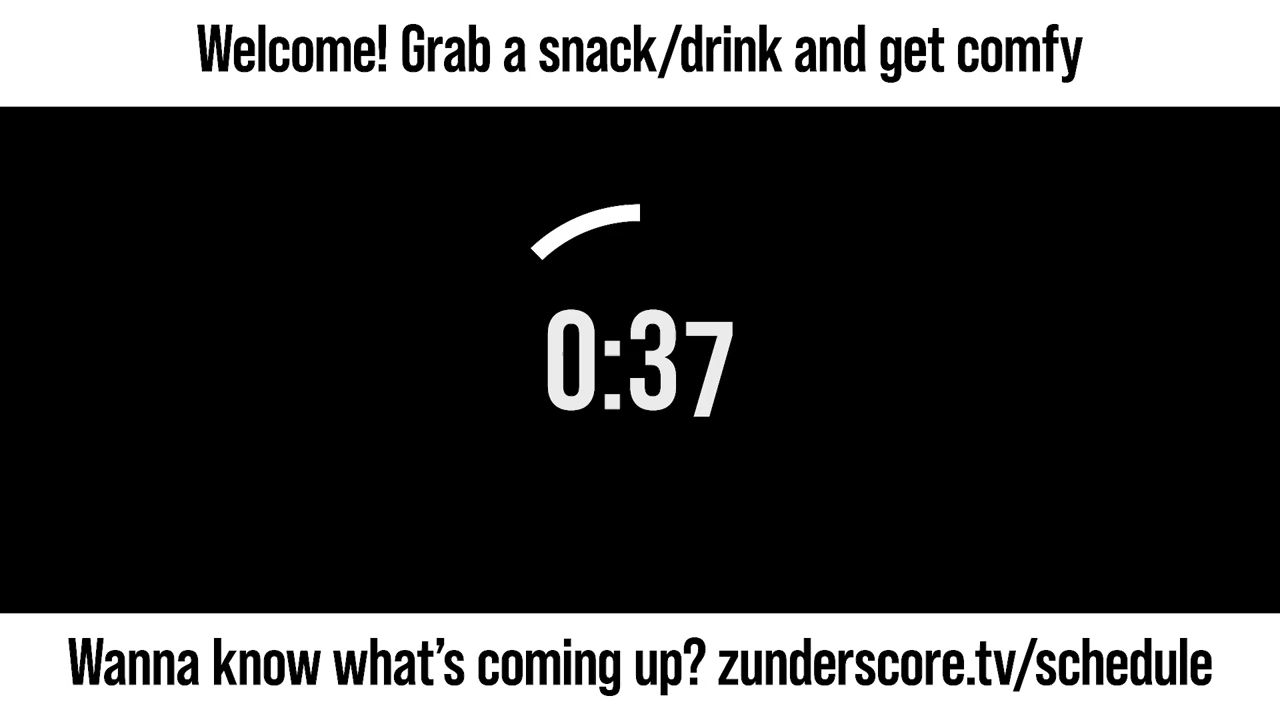 Welcome! Grab a snack/drink and get comfy
0:37
Wanna know what’s coming up? zunderscore.tv/schedule